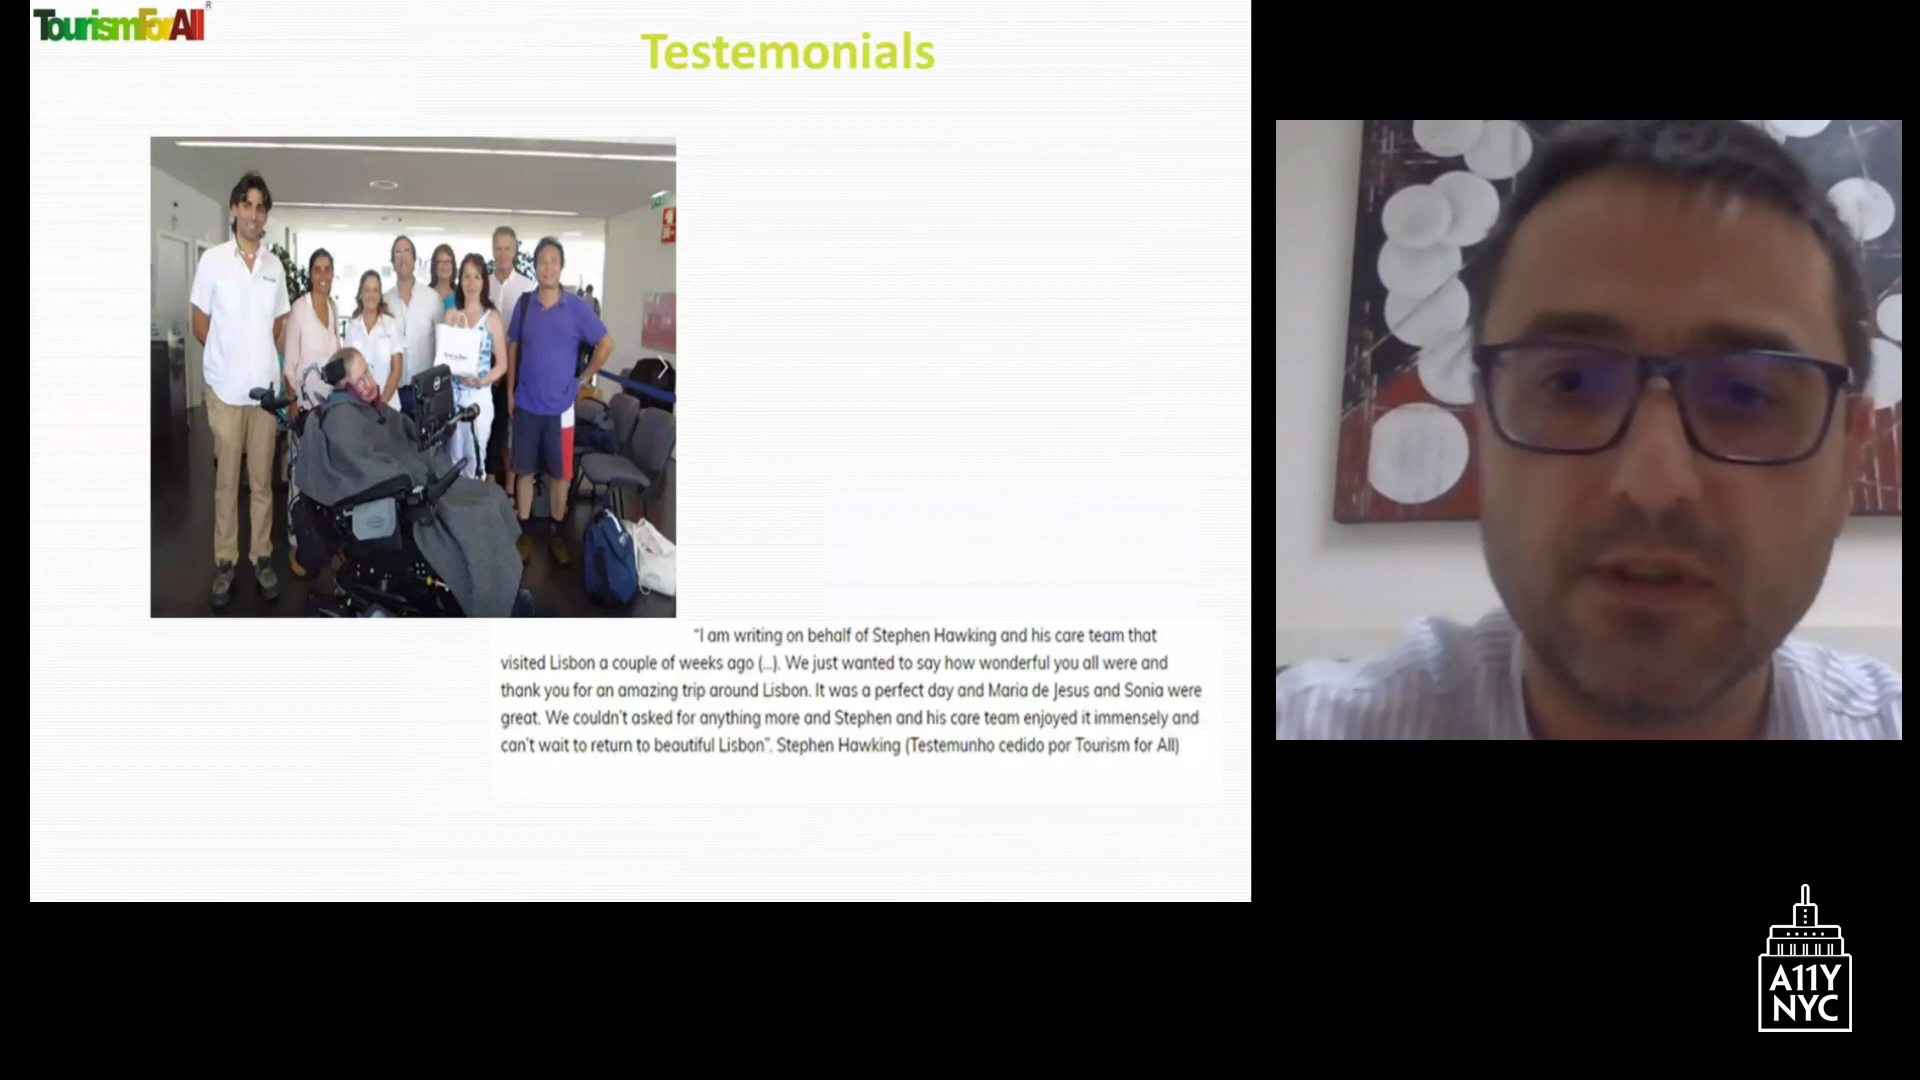 TourismForAll®
Testemonials
“I am writing on behalf of Stephen Hawking and his care team that
visited Lisbon a couple of weeks ago (...). We just wanted to say how wonderful you all were and
thank you for an amazing trip around Lisbon. It was a perfect day and Maria de Jesus and Sonia were
great. We couldn't asked for anything more and Stephen and his care team enjoyed it immensely and
can't wait to return to beautiful Lisbon”. Stephen Hawking (Testemunho cedido por Tourism for All)
A11Y
NYC